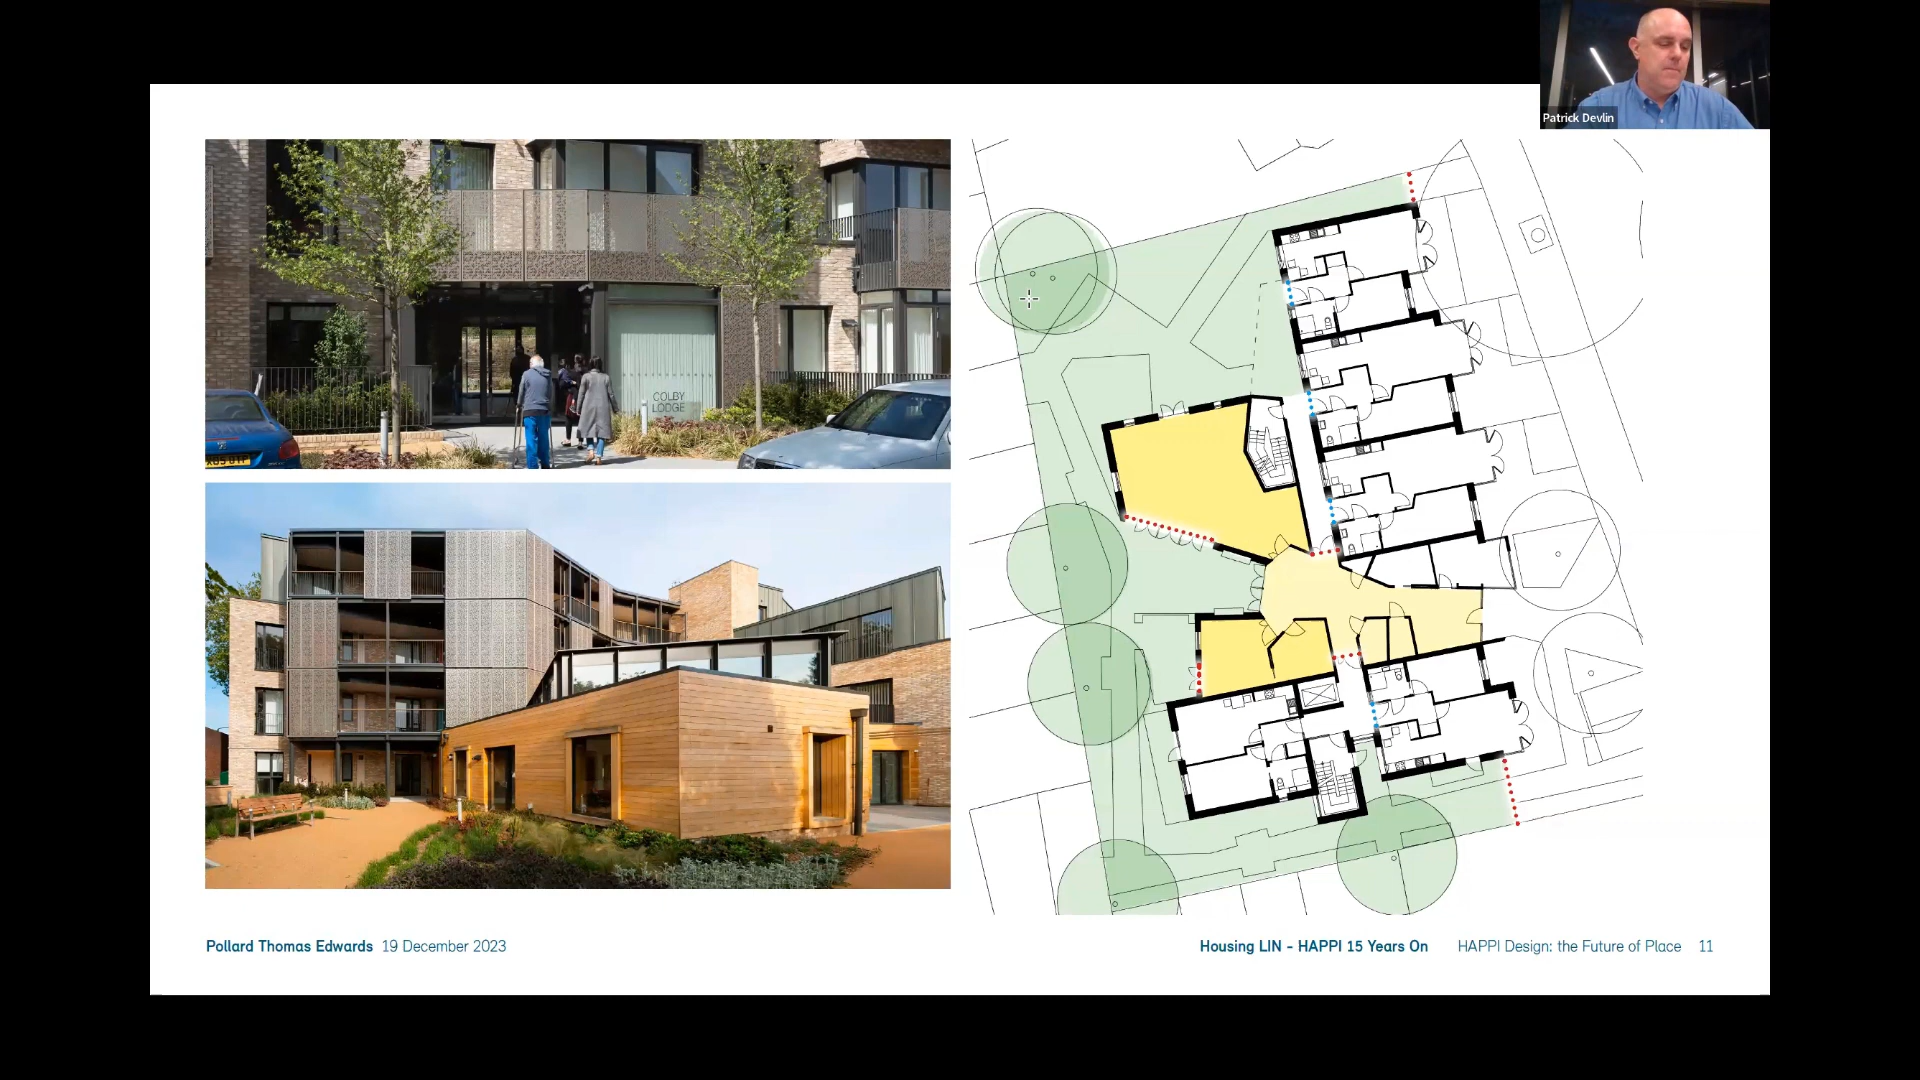 Patrick Devlin
COLBY
LODGE
Pollard Thomas Edwards 19 December 2023
Housing LIN - HAPPI 15 Years On HAPPI Design: the Future of Place 11